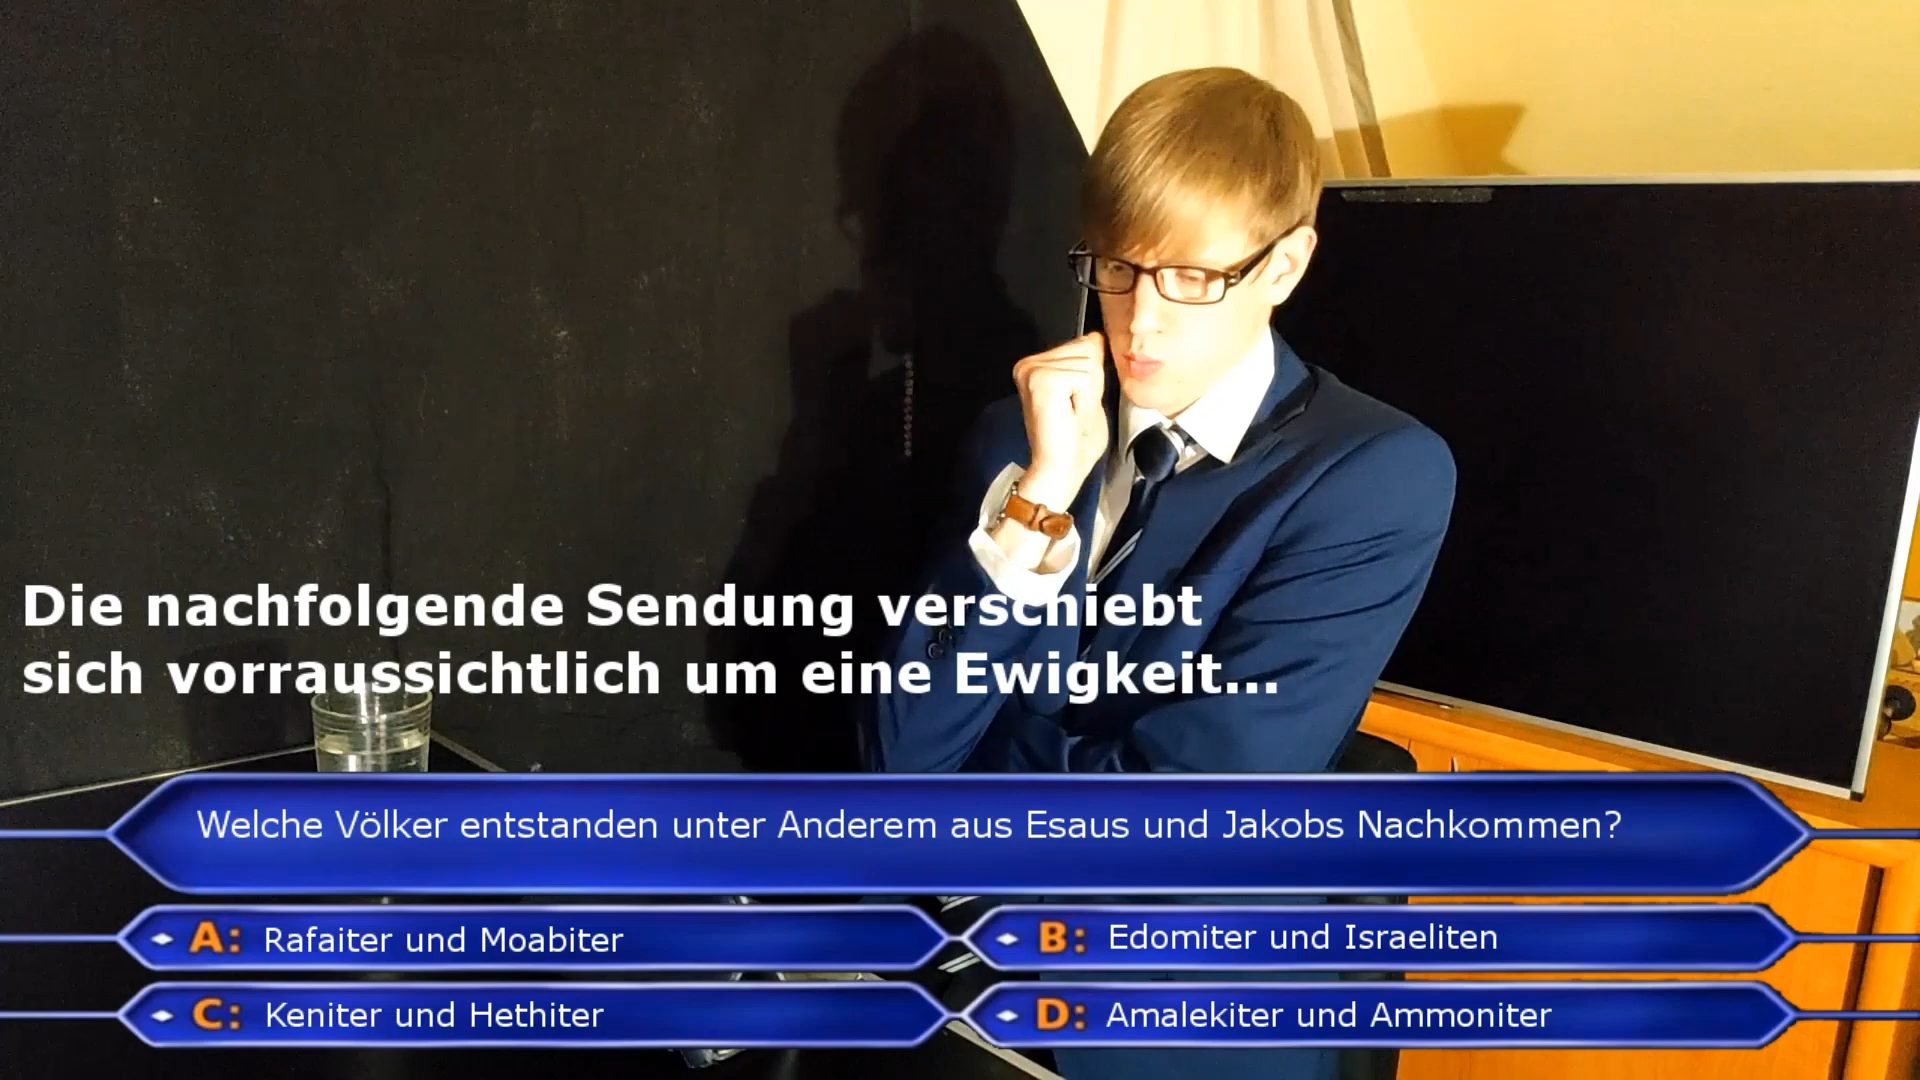 Die nachfolgende Sendung verschiebt
sich vorraussichtlich um eine Ewigkeit...
Welche Völker entstanden unter Anderem aus Esaus und Jakobs Nachkommen?
A: Rafaiter und Moabiter
B: Edomiter und Israeliten
C: Keniter und Hethiter
D: Amalekiter und Ammoniter